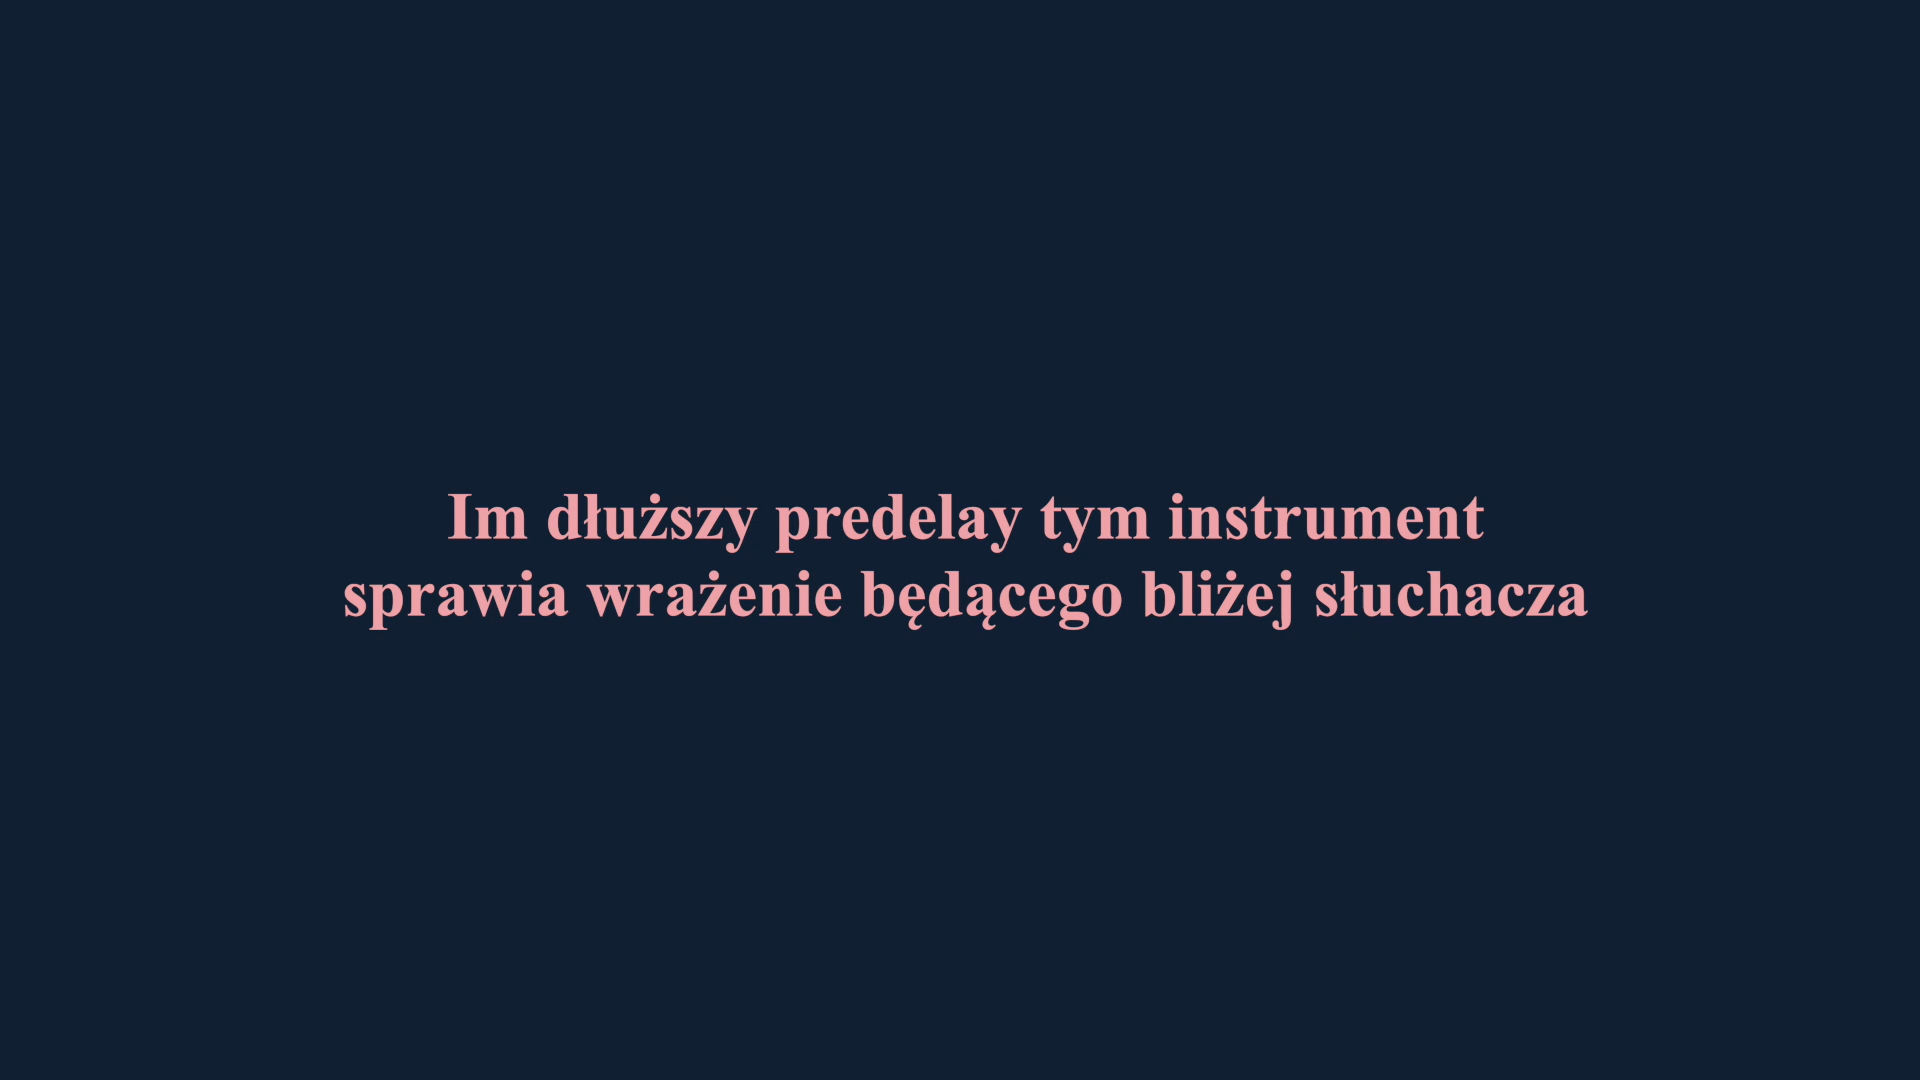 Im dłuższy predelay tym instrument
sprawia wrażenie będącego bliżej słuchacza